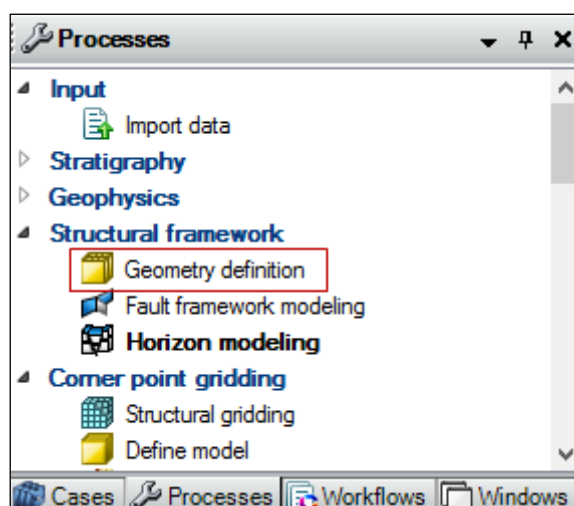 Processes
Input
Import data
Stratigraphy
Geophysics
Structural framework
Geometry definition
Fault framework modeling
Horizon modeling
Corner point gridding
Structural gridding
Define model
Cases Processes Workflows Windows